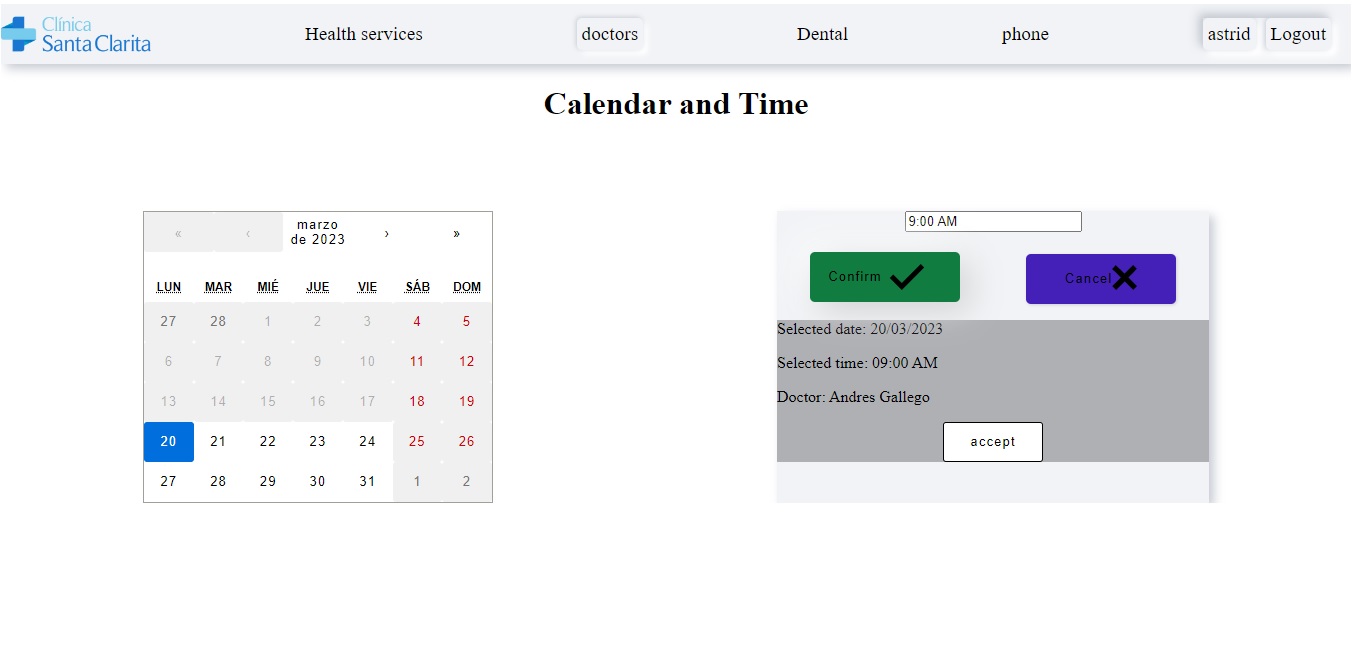 Clínica
Santa Clarita
Health services
doctors
Dental
phone
astrid
Logout
Calendar and Time
« ‹ marzo de 2023 › »
LUN MAR MIÉ JUE VIE SÁB DOM
27 28 1 2 3 4 5
6 7 8 9 10 11 12
13 14 15 16 17 18 19
20 21 22 23 24 25 26
27 28 29 30 31 1 2
9:00 AM
Confirm
Cancel
Selected date: 20/03/2023
Selected time: 09:00 AM
Doctor: Andres Gallego
accept